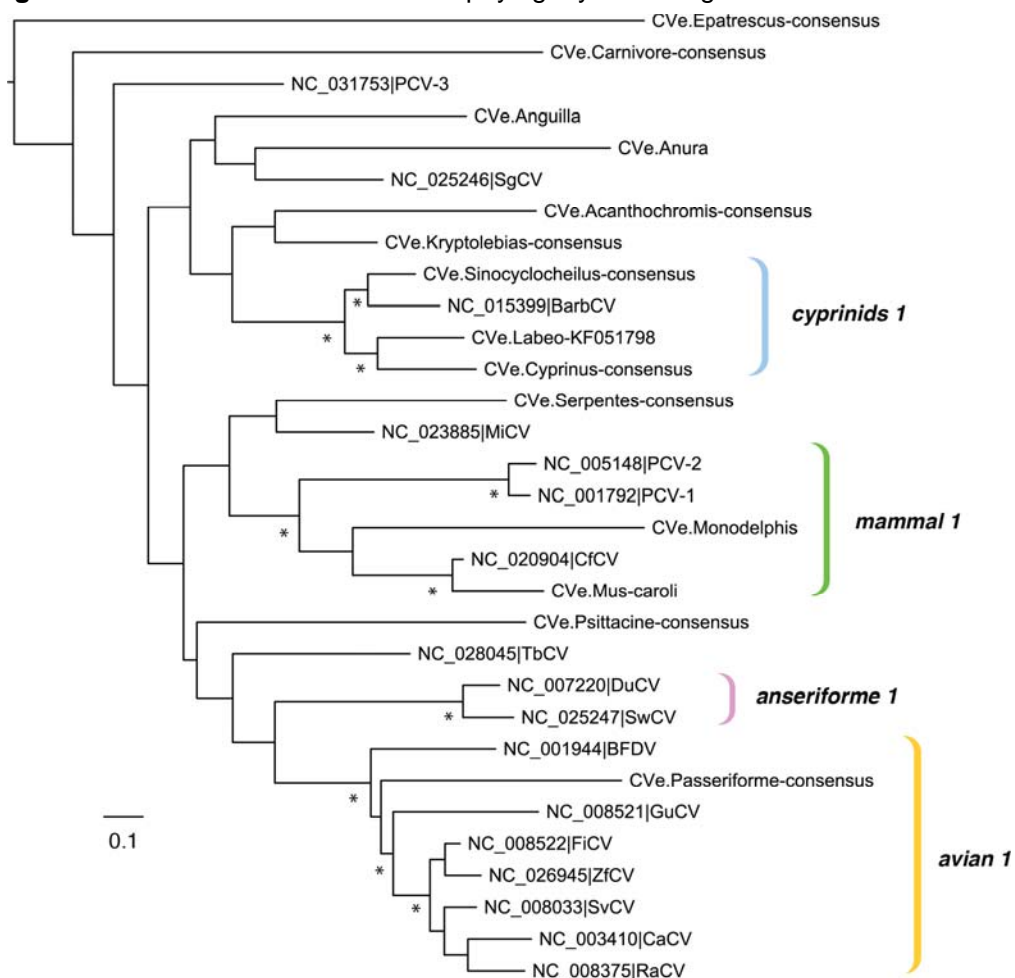 CVe.Epatrescus-consensus
CVe.Carnivore-consensus
NC_031753|PCV-3
CVe.Anguilla
CVe.Anura
NC_025246|SgCV
CVe.Acanthochromis-consensus
CVe.Kryptolebias-consensus
CVe.Sinocyclocheilus-consensus
*
NC_015399|BarbCV
cyprinids 1
*
CVe.Labeo-KF051798
*
CVe.Cyprinus-consensus
CVe.Serpentes-consensus
NC_023885|MiCV
NC_005148|PCV-2
*
NC_001792|PCV-1
mammal 1
*
CVe.Monodelphis
NC_020904|CfCV
*
CVe.Mus-caroli
CVe.Psittacine-consensus
NC_028045|TbCV
NC_007220|DuCV
anseriforme 1
*
NC_025247|SwCV
NC_001944|BFDV
CVe.Passeriforme-consensus
*
NC_008521|GuCV
0.1
NC_008522|FiCV
avian 1
*
NC_026945|ZfCV
*
NC_008033|SvCV
NC_003410|CaCV
NC_008375|RaCV